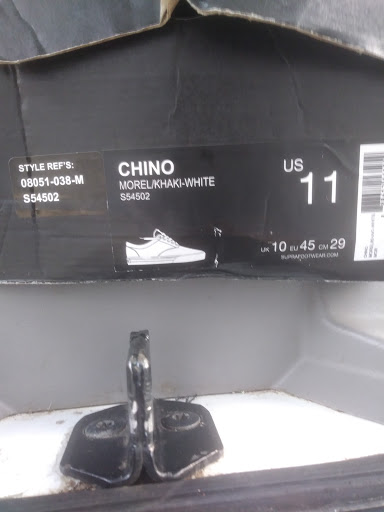 STYLE REF'S:
08051-038-M
S54502
CHINO
MOREL/KHAKI-WHITE
S54502
US
11
UK 10 EU 45 CM 29
SUPRAFOOTWEAR.COM